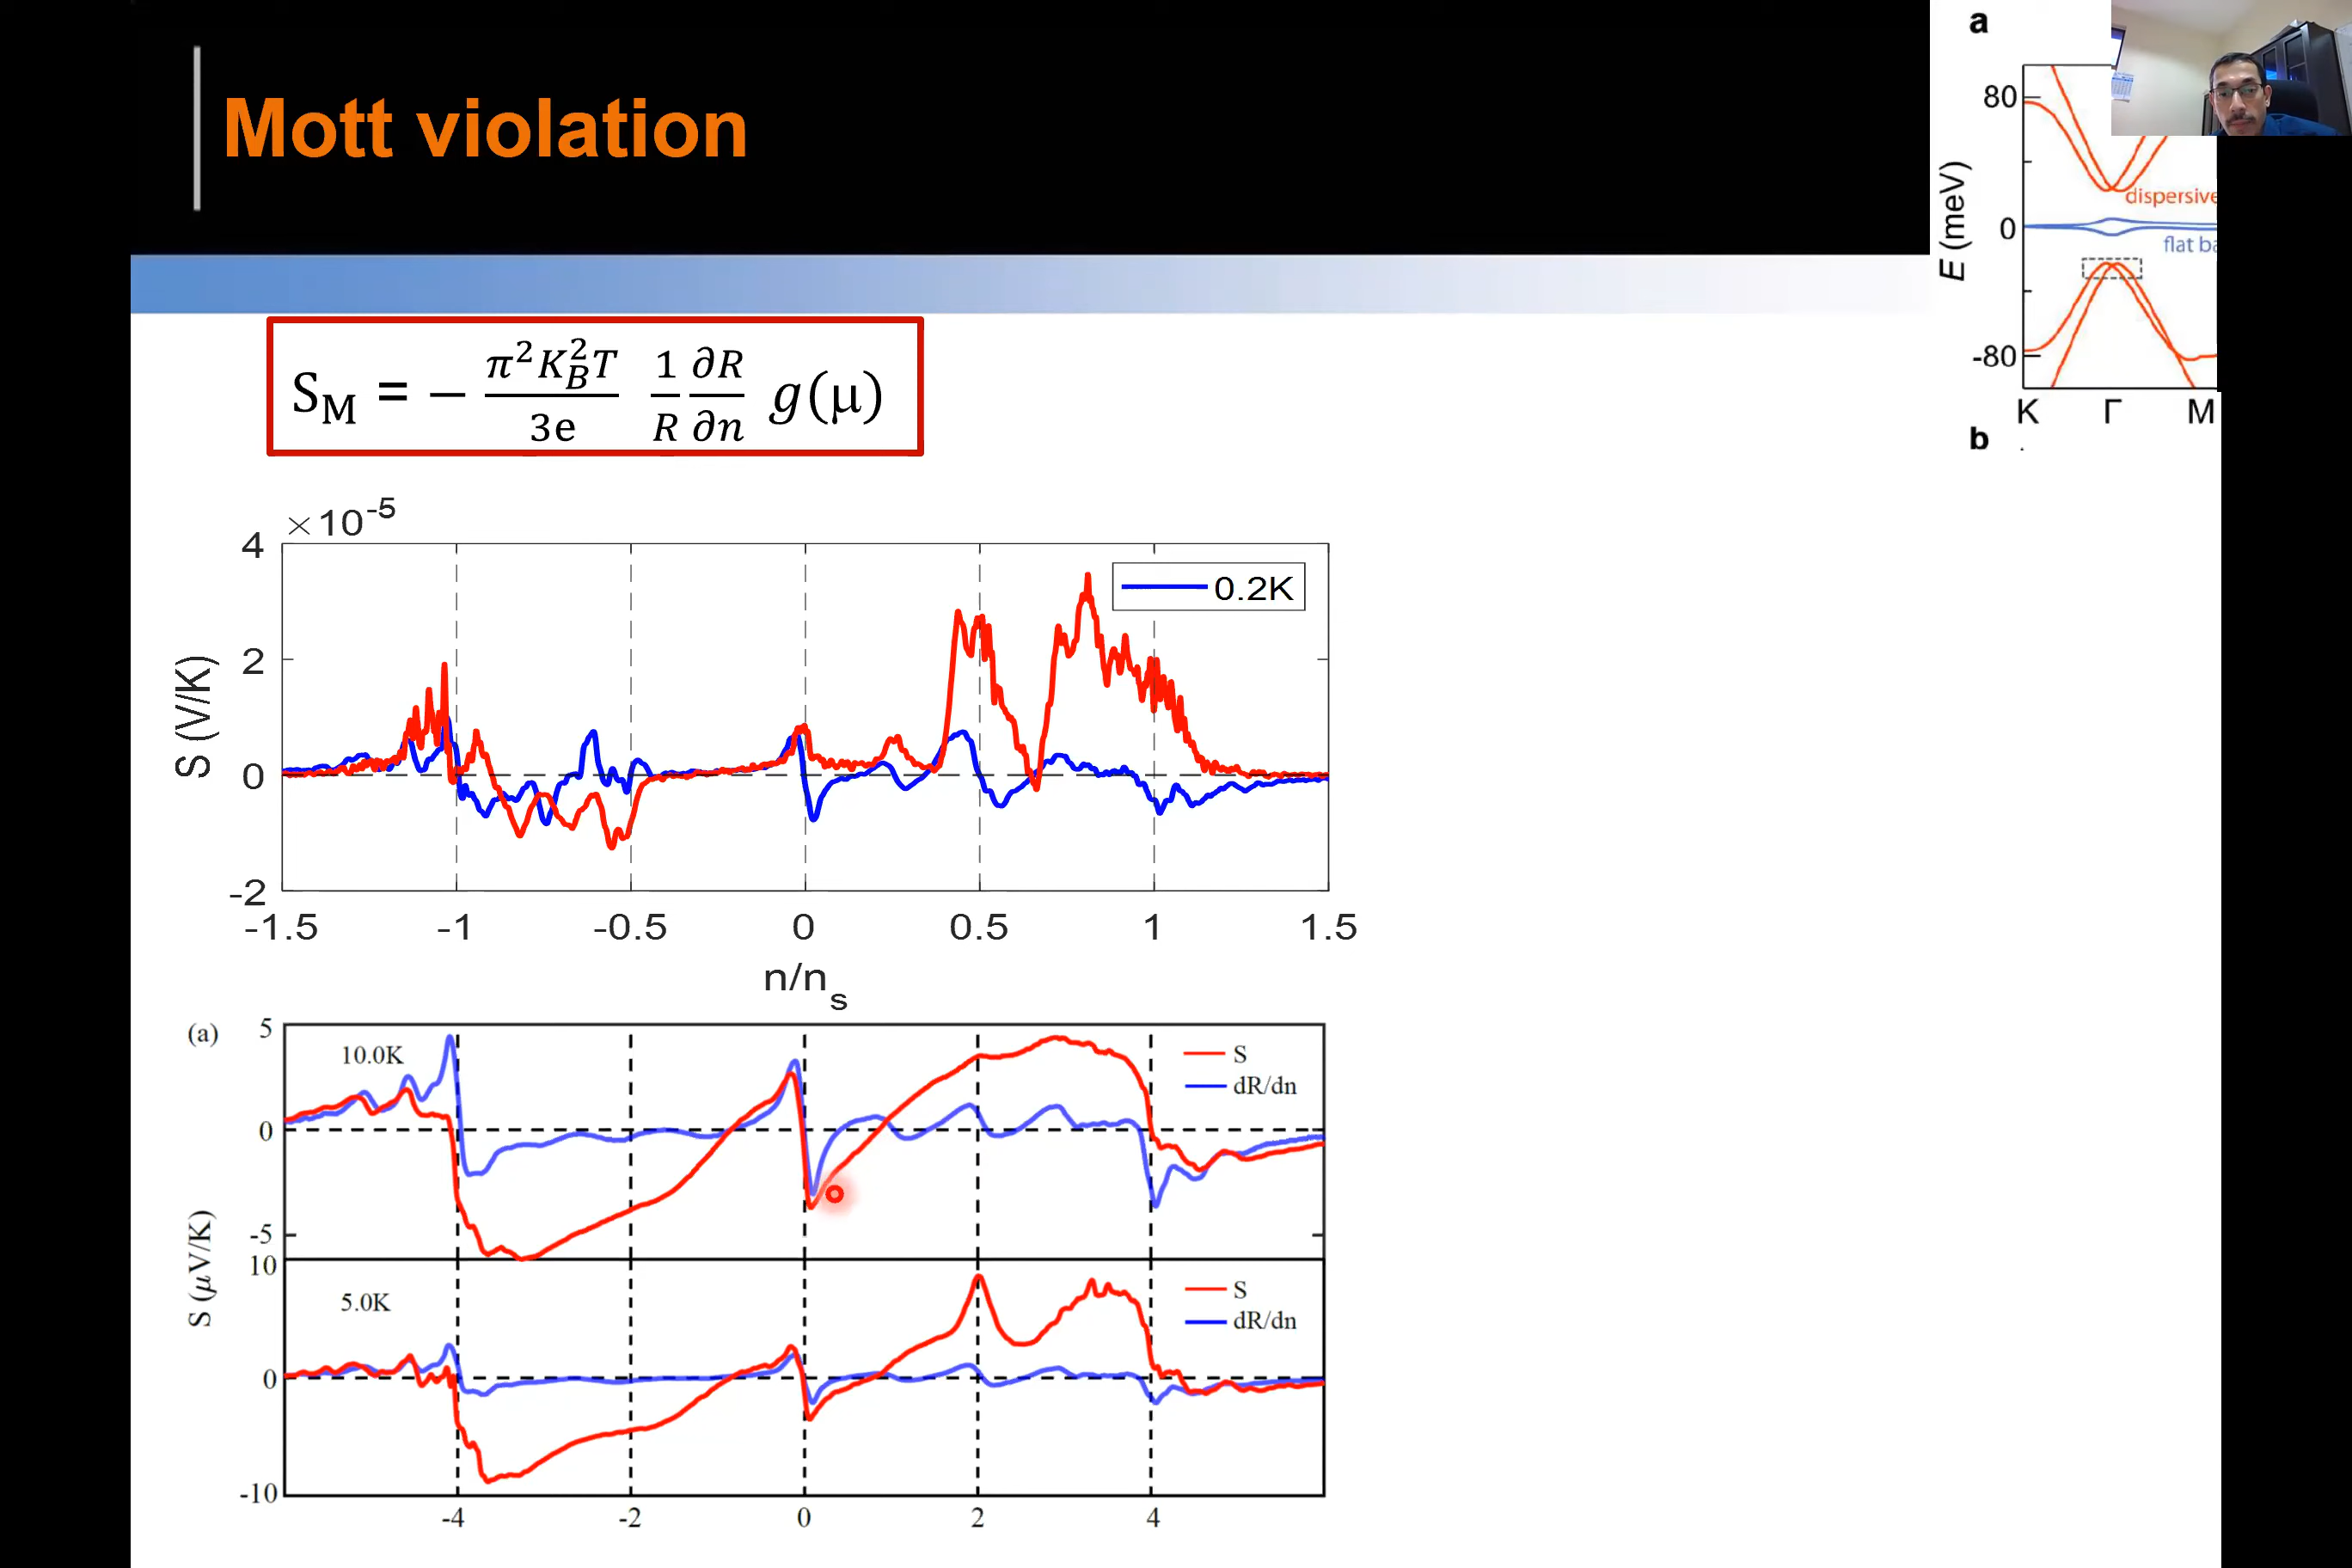 Mott violation
S_M = − π²K_B²T / 3e 1/R ∂R/∂n g(μ)
a
80
0
-80
E (meV)
dispersive
flat ba
K Γ M
b
×10⁻⁵
4
2
0
-2
S (V/K)
0.2K
-1.5 -1 -0.5 0 0.5 1 1.5
n/n_s
(a)
5
0
-5
10.0K
S
dR/dn
10
0
-10
5.0K
S
dR/dn
S (μV/K)
-4 -2 0 2 4